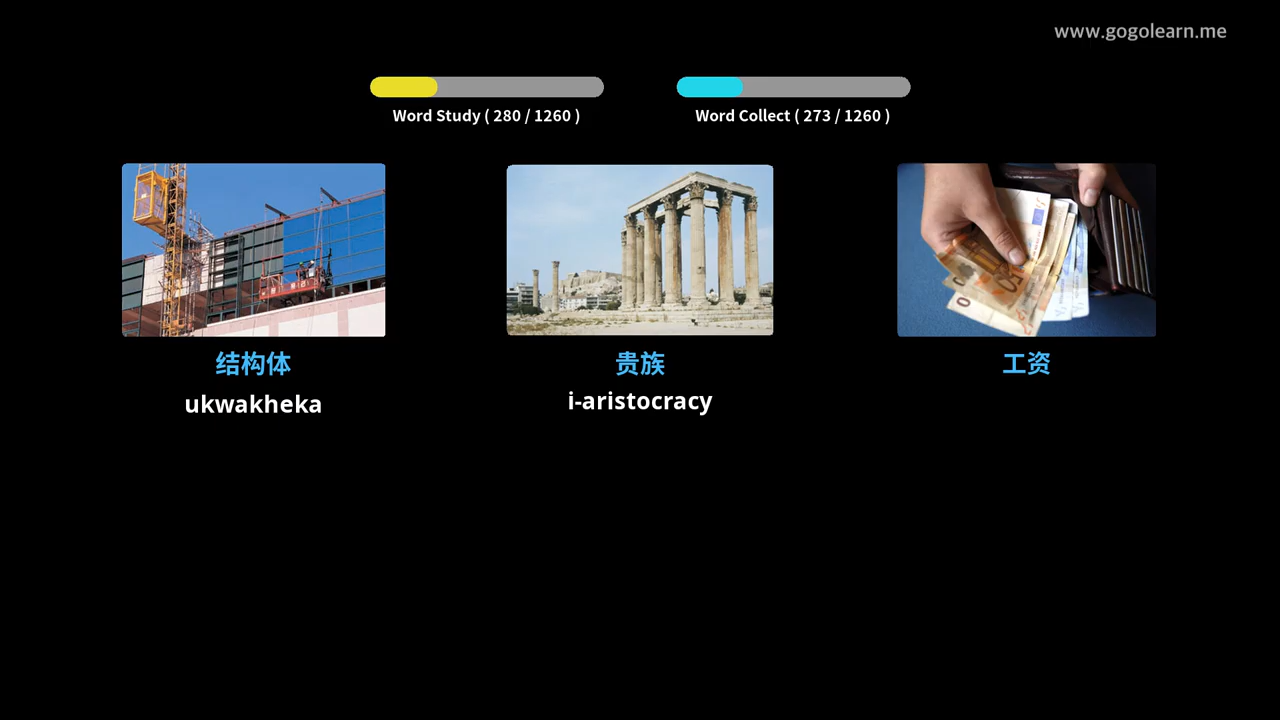 www.gogolearn.me
Word Study ( 280 / 1260 )
Word Collect ( 273 / 1260 )
结构体
ukwakheka
贵族
i-aristocracy
工资